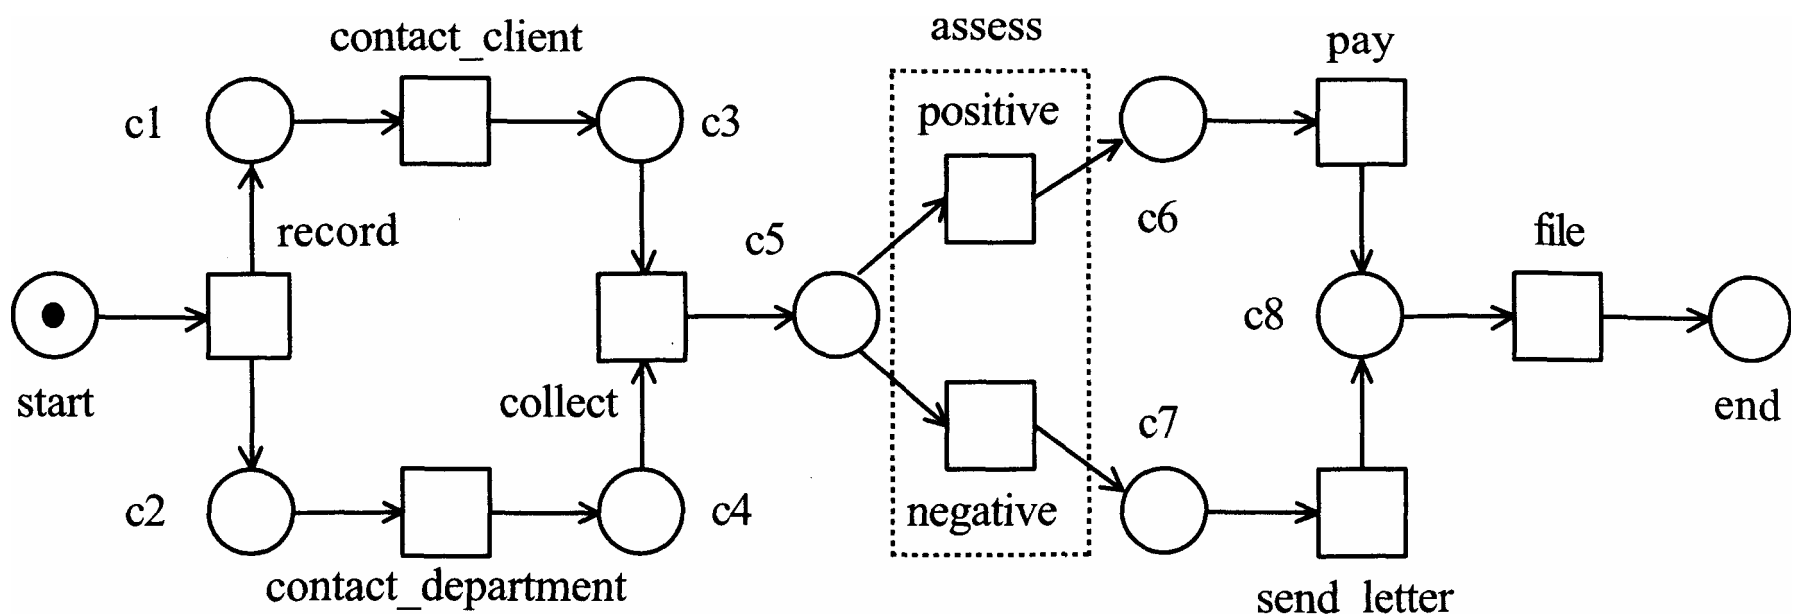 assess
contact_client
pay
positive
c1
c3
c6
record
c5
file
c8
start
collect
end
c7
c2
c4
negative
contact_department
send_letter